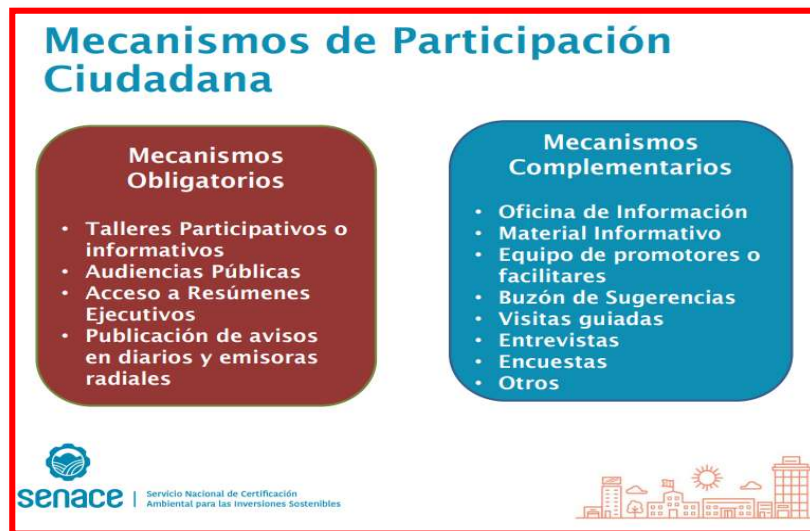 Mecanismos de Participación
Ciudadana
Mecanismos
Obligatorios
• Talleres Participativos o
informativos
• Audiencias Públicas
• Acceso a Resúmenes
Ejecutivos
• Publicación de avisos
en diarios y emisoras
radiales
Mecanismos
Complementarios
• Oficina de Información
• Material Informativo
• Equipo de promotores o
facilitares
• Buzón de Sugerencias
• Visitas guiadas
• Entrevistas
• Encuestas
• Otros
senace
Servicio Nacional de Certificación
Ambiental para las Inversiones Sostenibles